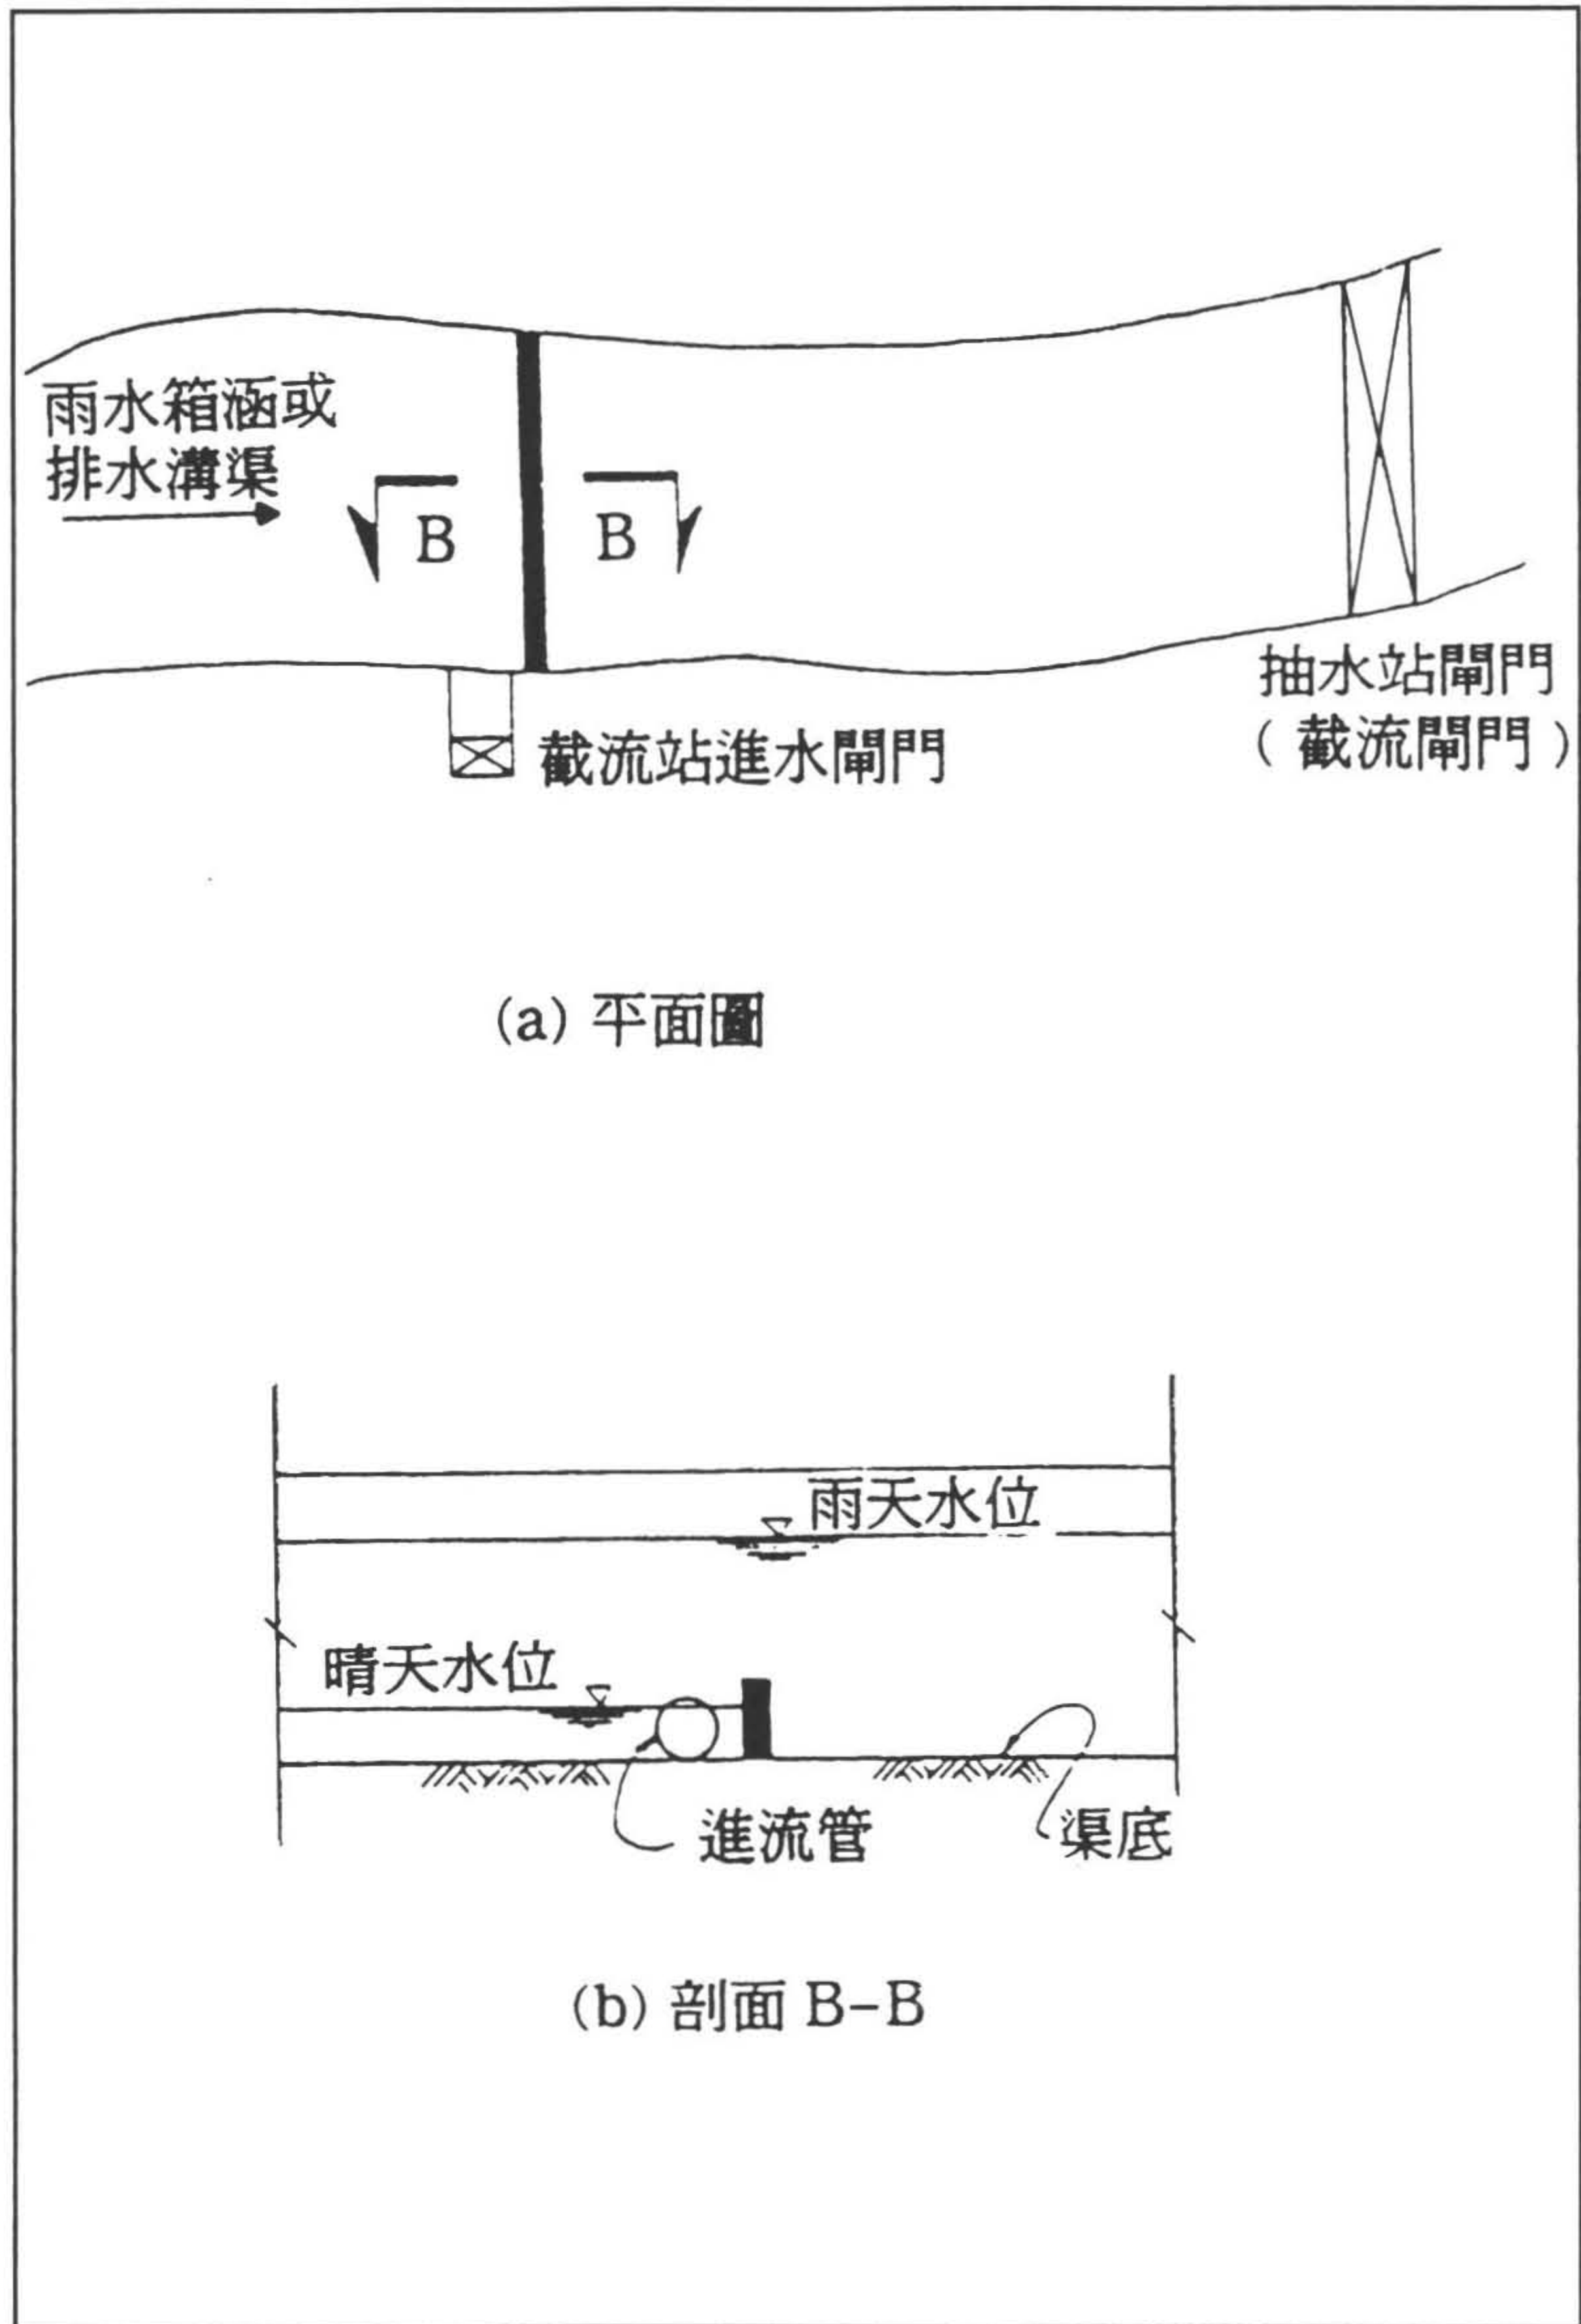 雨水箱涵或
排水溝渠
B
B
抽水站閘門
(截流閘門)
截流站進水閘門
(a) 平面圖
雨天水位
晴天水位
進流管
渠底
(b) 剖面 B-B